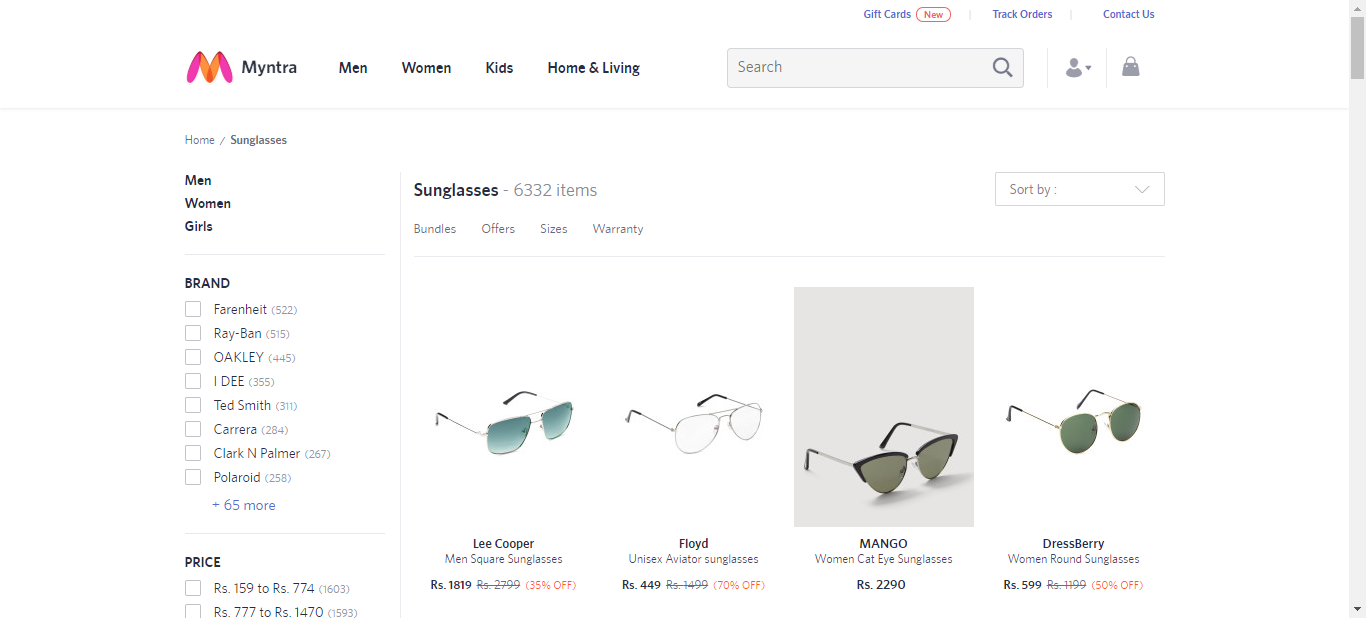 Gift Cards New Track Orders Contact Us
Myntra Men Women Kids Home & Living Search
Home / Sunglasses
Men
Women
Girls
BRAND
Farenheit (522)
Ray-Ban (515)
OAKLEY (445)
I DEE (355)
Ted Smith (311)
Carrera (284)
Clark N Palmer (267)
Polaroid (258)
+ 65 more
PRICE
Rs. 159 to Rs. 774 (1603)
Rs. 777 to Rs. 1470 (1593)
Sunglasses - 6332 items
Sort by :
Bundles Offers Sizes Warranty
Lee Cooper
Men Square Sunglasses
Rs. 1819 Rs. 2799 (35% OFF)
Floyd
Unisex Aviator sunglasses
Rs. 449 Rs. 1499 (70% OFF)
MANGO
Women Cat Eye Sunglasses
Rs. 2290
DressBerry
Women Round Sunglasses
Rs. 599 Rs. 1199 (50% OFF)